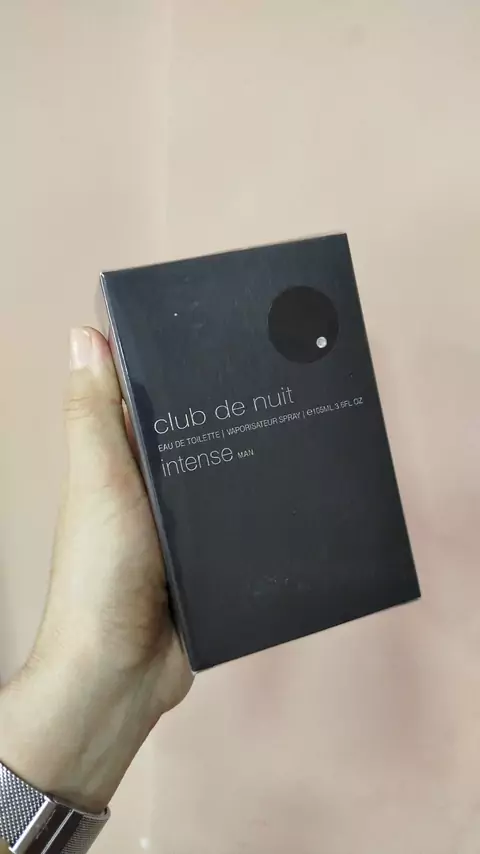 club de nuit
EAU DE TOILETTE | VAPORISATEUR SPRAY | ℮105ML 3.6FL OZ
intense MAN